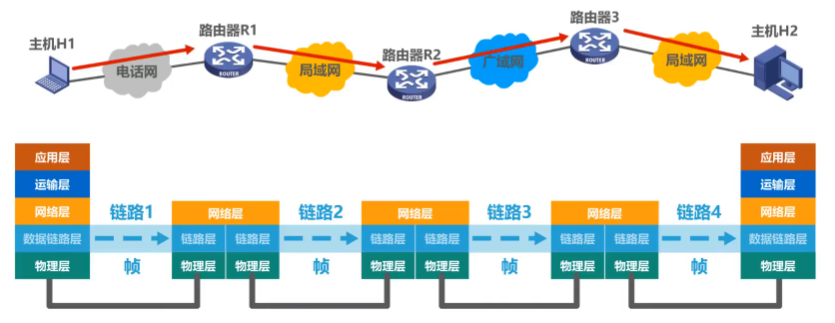 主机H1
路由器R1
路由器R2
路由器3
主机H2
电话网
局域网
广域网
局域网
ROUTER
ROUTER
ROUTER
应用层
运输层
网络层
数据链路层
物理层
链路1
帧
网络层
链路层 链路层
物理层 物理层
链路2
帧
网络层
链路层 链路层
物理层 物理层
链路3
帧
网络层
链路层 链路层
物理层 物理层
链路4
帧
应用层
运输层
网络层
数据链路层
物理层